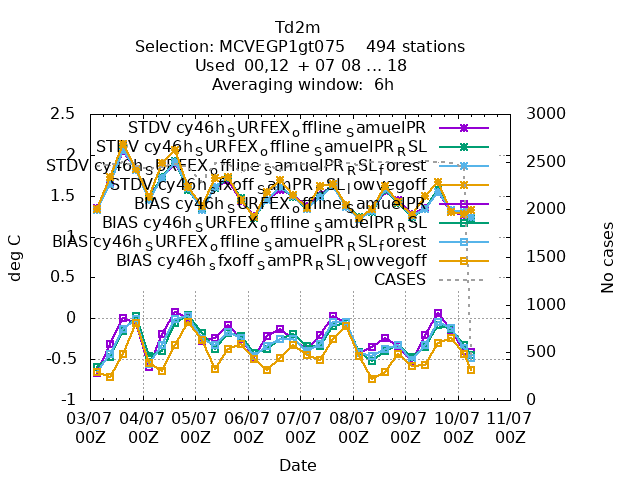 Td2m
Selection: MCVEGP1gt075    494 stations
Used  00,12  + 07 08 ... 18
Averaging window:  6h
deg C
2.5
2
1.5
1
0.5
0
-0.5
-1
STDV cy46h_SURFEX_offline_SamuelPR
STDV cy46h_SURFEX_offline_SamuelPR_RSL
STDV cy46h_SURFEX_offline_SamuelPR_RSL_forest
STDV cy46h_sfxoff_SamPR_RSL_lowvegoff
BIAS cy46h_SURFEX_offline_SamuelPR
BIAS cy46h_SURFEX_offline_SamuelPR_RSL
BIAS cy46h_SURFEX_offline_SamuelPR_RSL_forest
BIAS cy46h_sfxoff_SamPR_RSL_lowvegoff
CASES
3000
2500
2000
1500
1000
500
0
No cases
03/07 04/07 05/07 06/07 07/07 08/07 09/07 10/07 11/07
00Z 00Z 00Z 00Z 00Z 00Z 00Z 00Z 00Z
Date